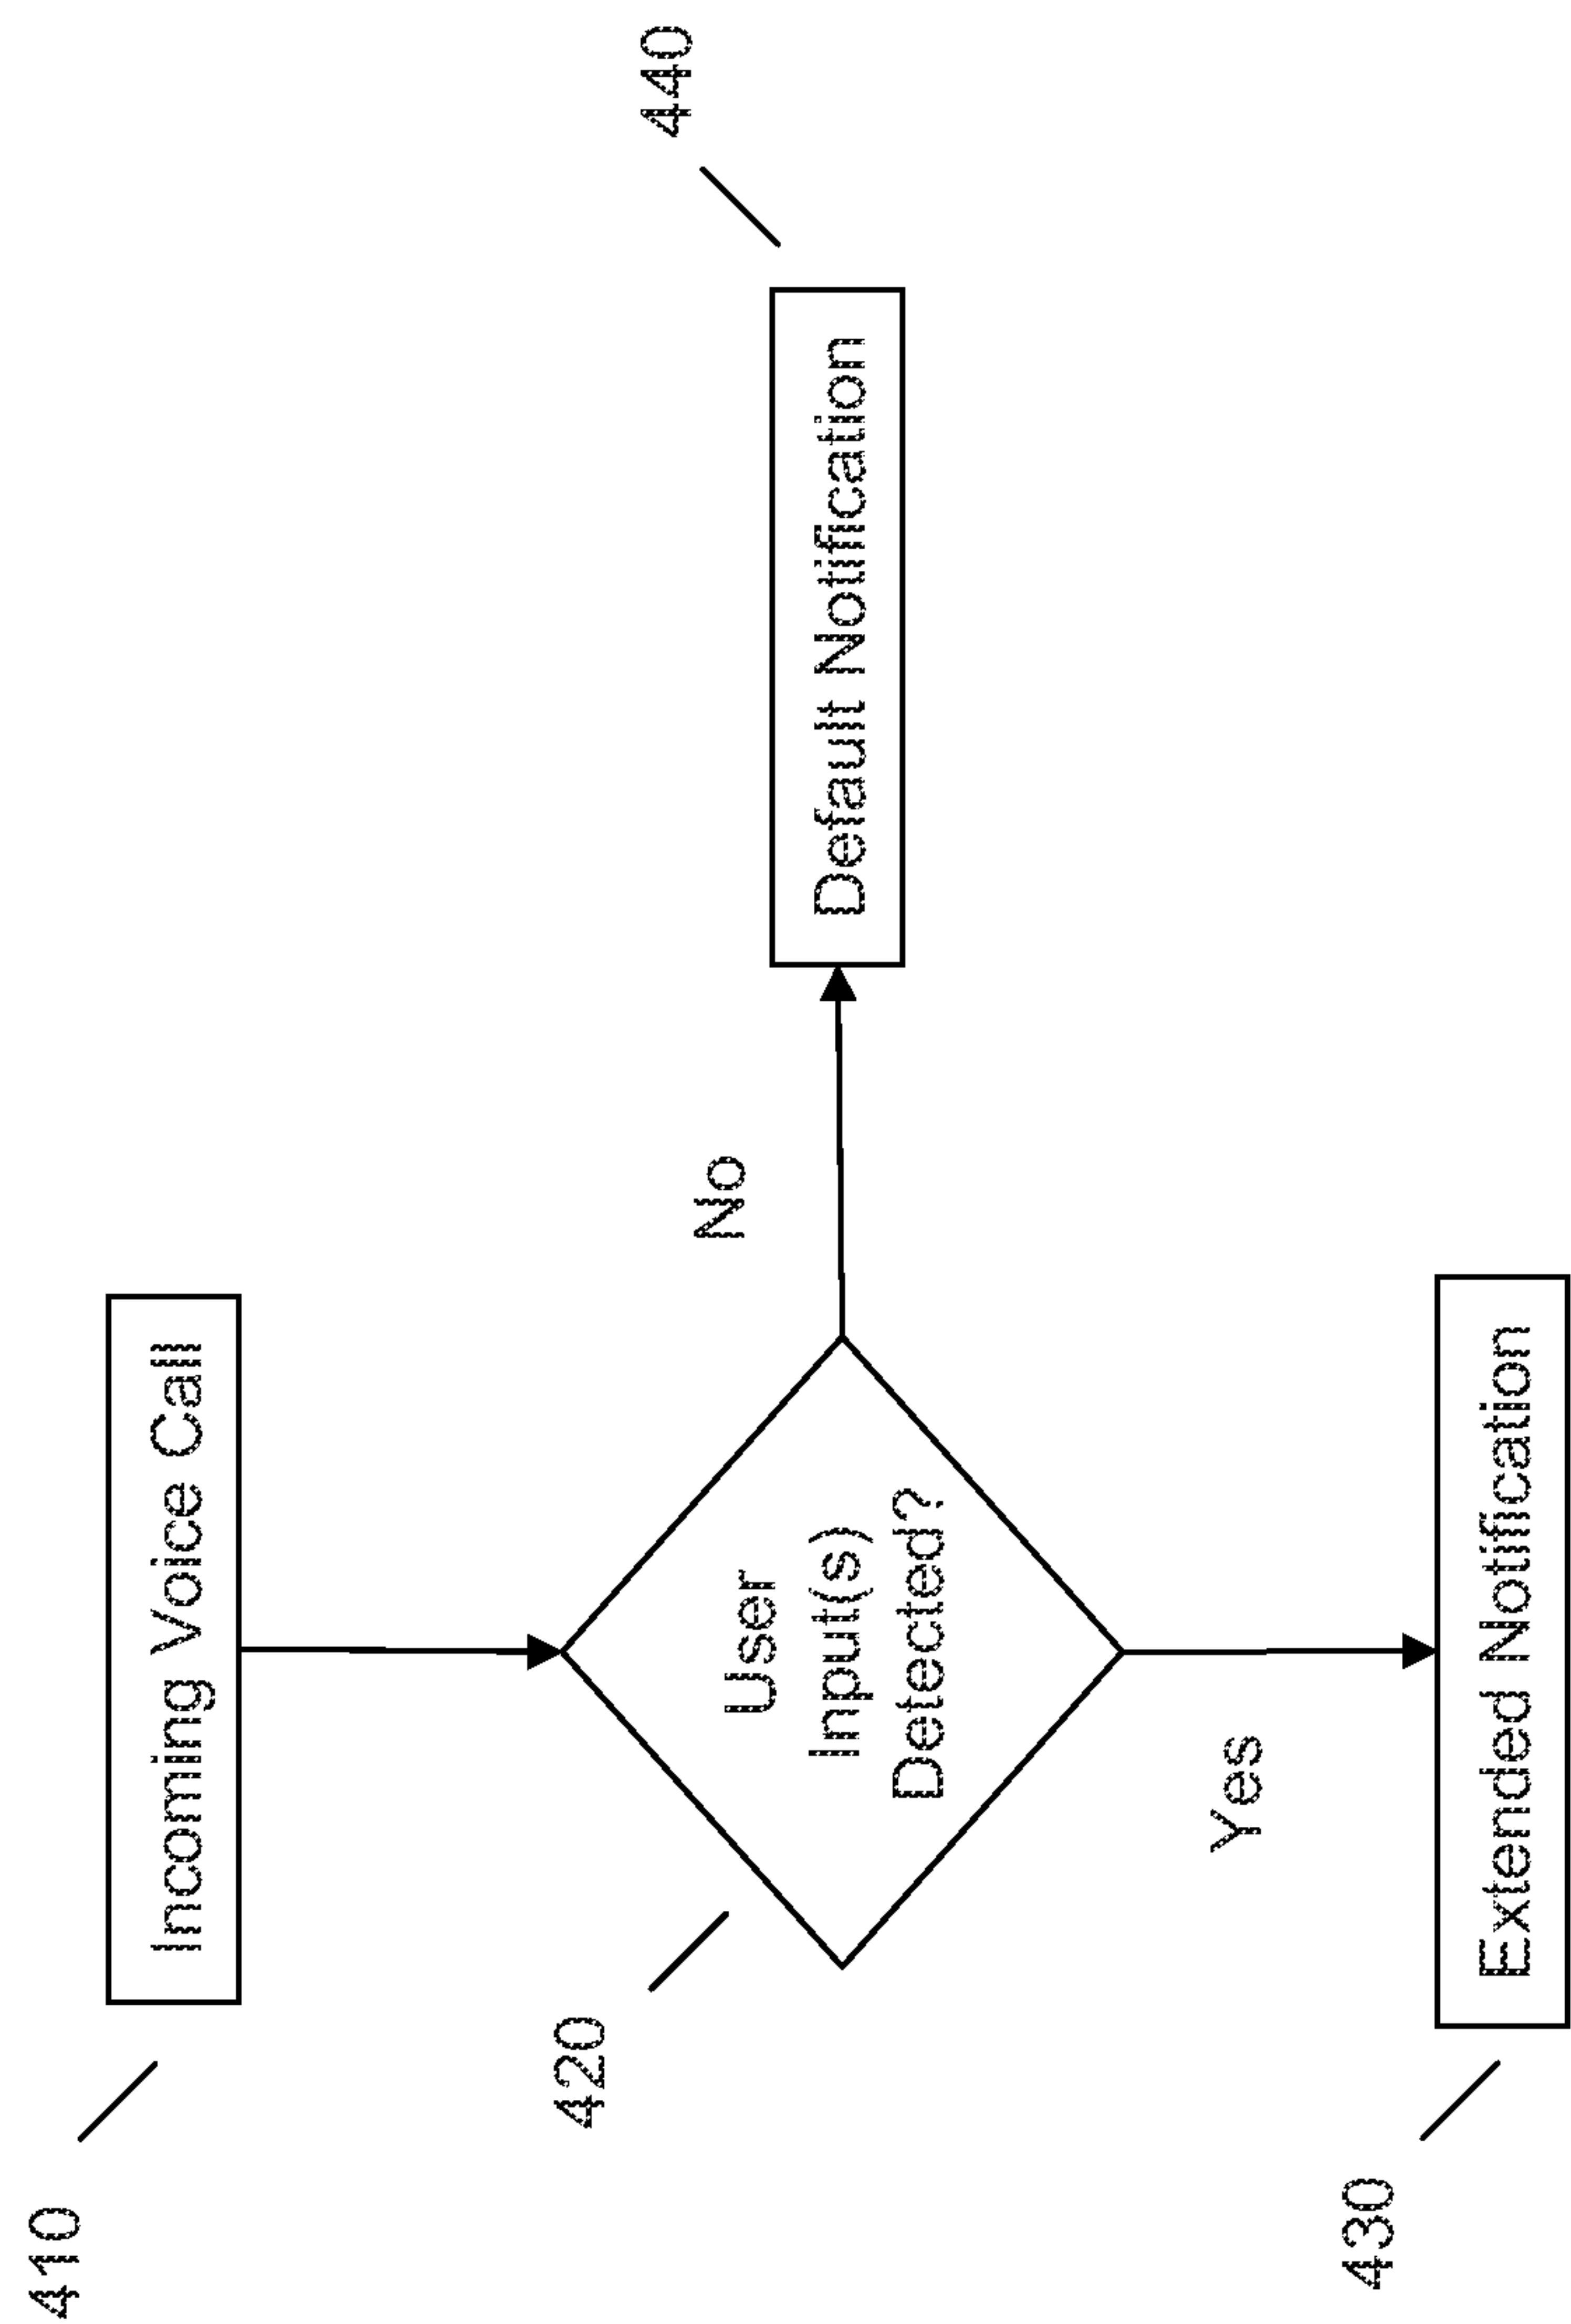 410
Incoming Voice Call
420
User
Input(s)
Detected?
No
Default Notification
440
Yes
430
Extended Notification